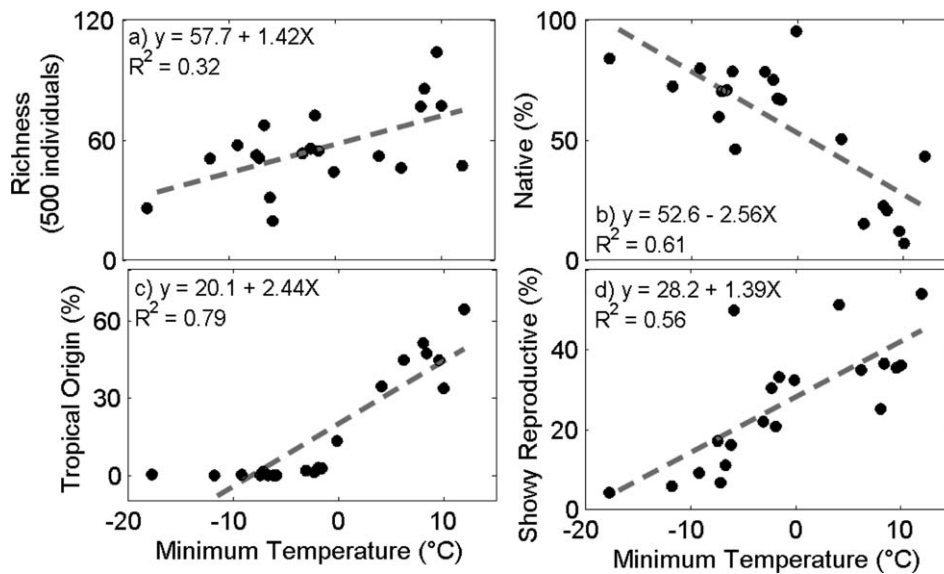 120
60
0
Richness
(500 individuals)
a) y = 57.7 + 1.42X
R² = 0.32
100
50
0
Native (%)
b) y = 52.6 - 2.56X
R² = 0.61
60
30
0
Tropical Origin (%)
c) y = 20.1 + 2.44X
R² = 0.79
-20 -10 0 10
Minimum Temperature (°C)
40
20
0
Showy Reproductive (%)
d) y = 28.2 + 1.39X
R² = 0.56
-20 -10 0 10
Minimum Temperature (°C)